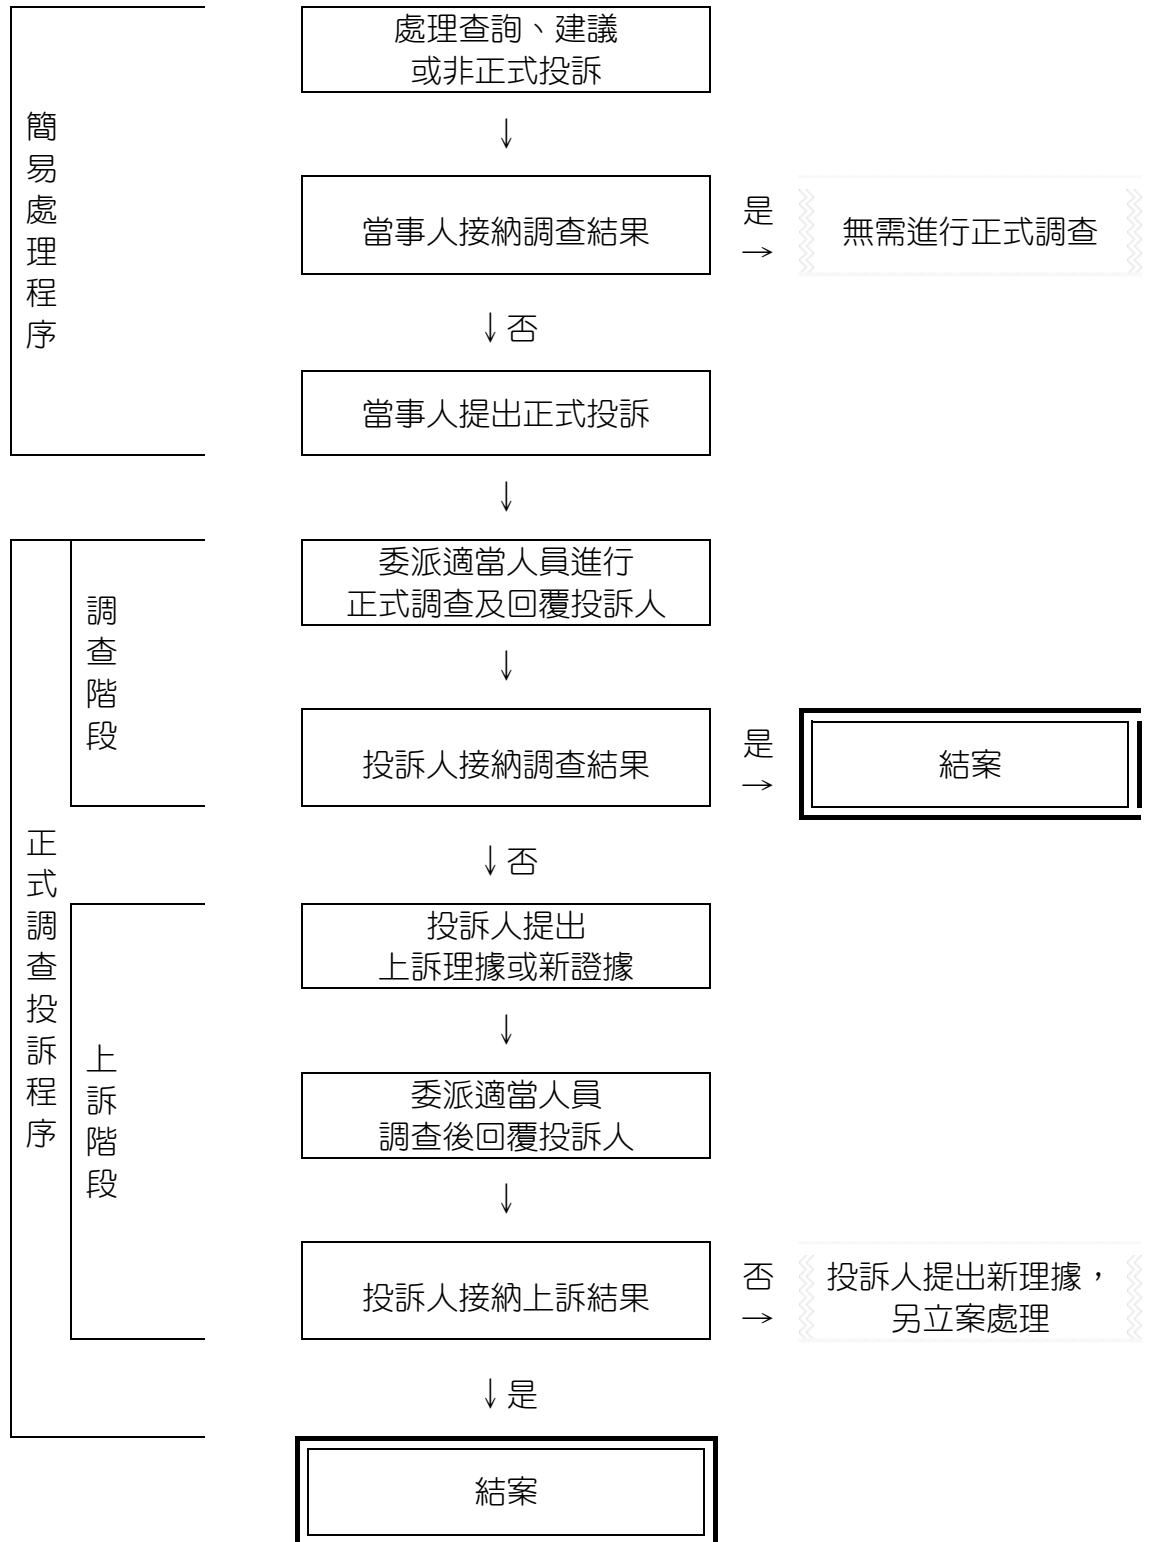 簡易處理程序
處理查詢、建議
或非正式投訴
↓
當事人接納調查結果
是
→
無需進行正式調查
↓否
當事人提出正式投訴
↓
正式調查投訴程序
調查階段
委派適當人員進行
正式調查及回覆投訴人
↓
投訴人接納調查結果
是
→
結案
↓否
上訴階段
投訴人提出
上訴理據或新證據
↓
委派適當人員
調查後回覆投訴人
↓
投訴人接納上訴結果
否
→
投訴人提出新理據，
另立案處理
↓是
結案